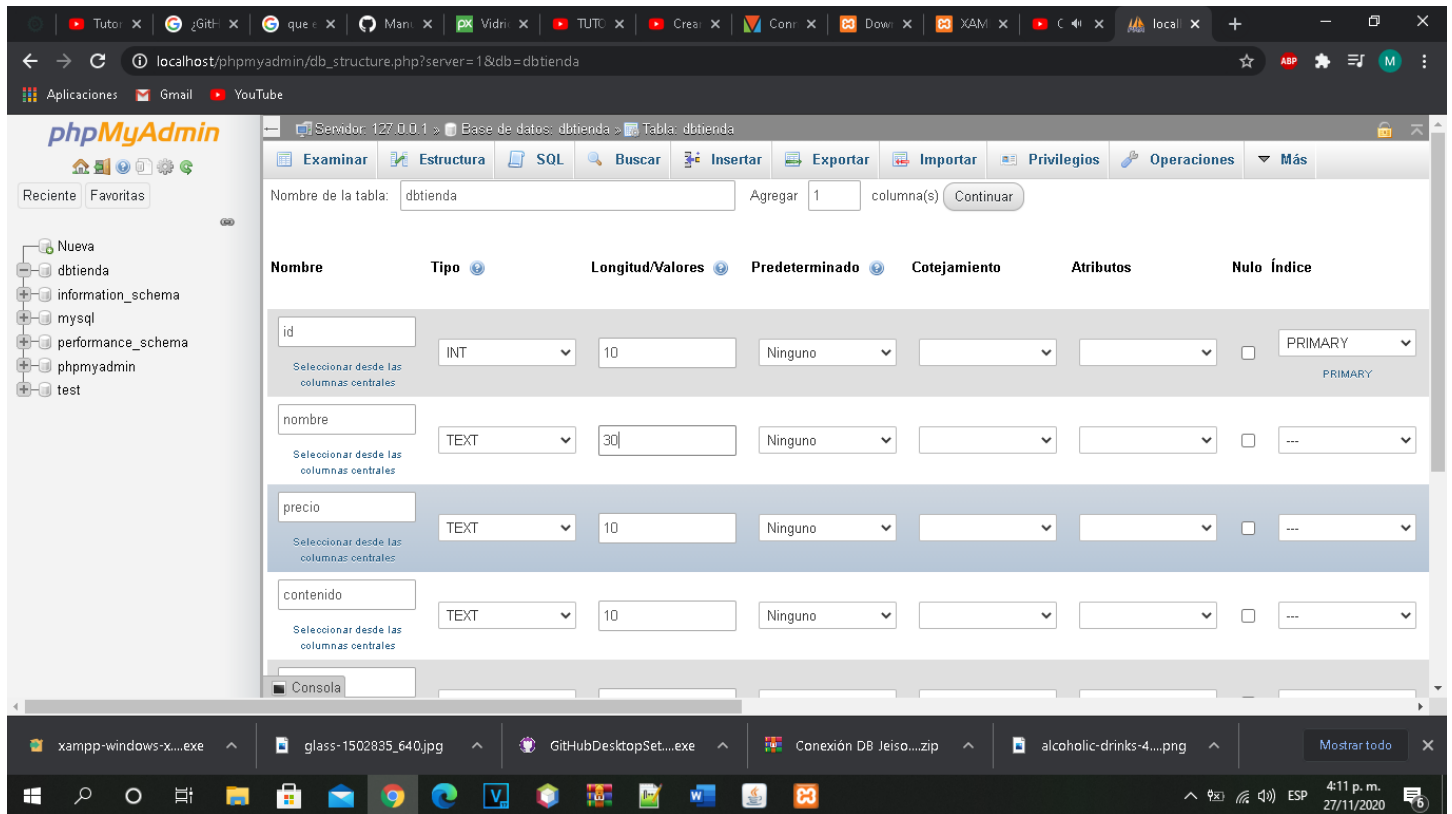 Tutor
¿GitH
que e
Manu
Vidric
TUTO
Crear
Conr
Down
XAM
C
locall
localhost/phpmyadmin/db_structure.php?server=1&db=dbtienda
ABP
M
Aplicaciones
Gmail
YouTube
phpMyAdmin
Reciente
Favoritas
Nueva
dbtienda
information_schema
mysql
performance_schema
phpmyadmin
test
Servidor: 127.0.0.1 » Base de datos: dbtienda » Tabla: dbtienda
Examinar
Estructura
SQL
Buscar
Insertar
Exportar
Importar
Privilegios
Operaciones
Más
Nombre de la tabla: dbtienda Agregar 1 columna(s) Continuar
Nombre Tipo Longitud/Valores Predeterminado Cotejamiento Atributos Nulo Índice
id
Seleccionar desde las
columnas centrales
INT 10 Ninguno PRIMARY
PRIMARY
nombre
Seleccionar desde las
columnas centrales
TEXT 30 Ninguno ---
precio
Seleccionar desde las
columnas centrales
TEXT 10 Ninguno ---
contenido
Seleccionar desde las
columnas centrales
TEXT 10 Ninguno ---
Consola
xampp-windows-x....exe
glass-1502835_640.jpg
GitHubDesktopSet....exe
Conexión DB Jeiso....zip
alcoholic-drinks-4....png
Mostrar todo
ESP
4:11 p. m.
27/11/2020
6